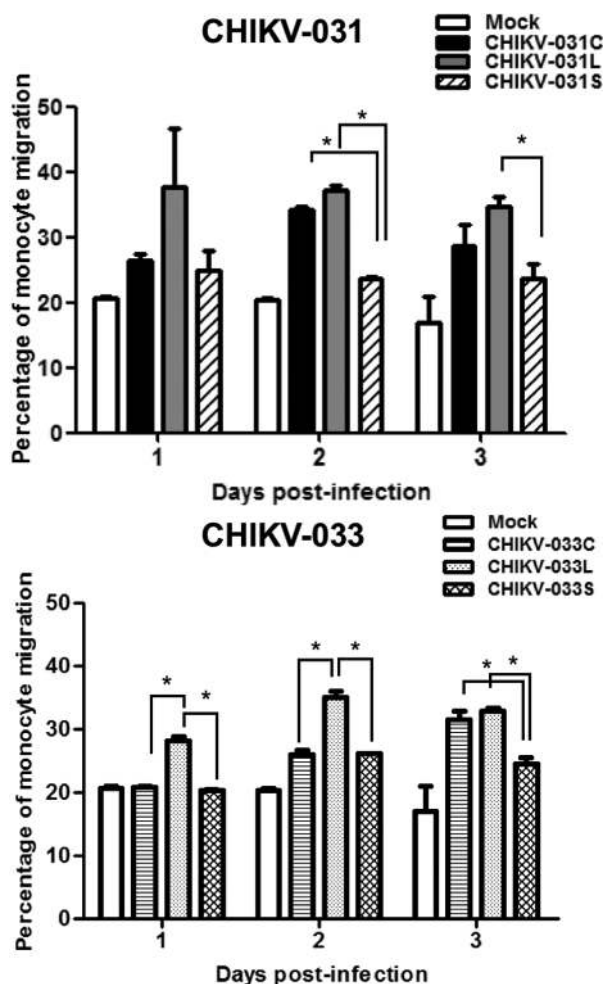 CHIKV-031
Mock
CHIKV-031C
CHIKV-031L
CHIKV-031S
Percentage of monocyte migration
50
40
30
20
10
0
* *
*
1 2 3
Days post-infection
CHIKV-033
Mock
CHIKV-033C
CHIKV-033L
CHIKV-033S
Percentage of monocyte migration
50
40
30
20
10
0
* *
* *
* *
1 2 3
Days post-infection